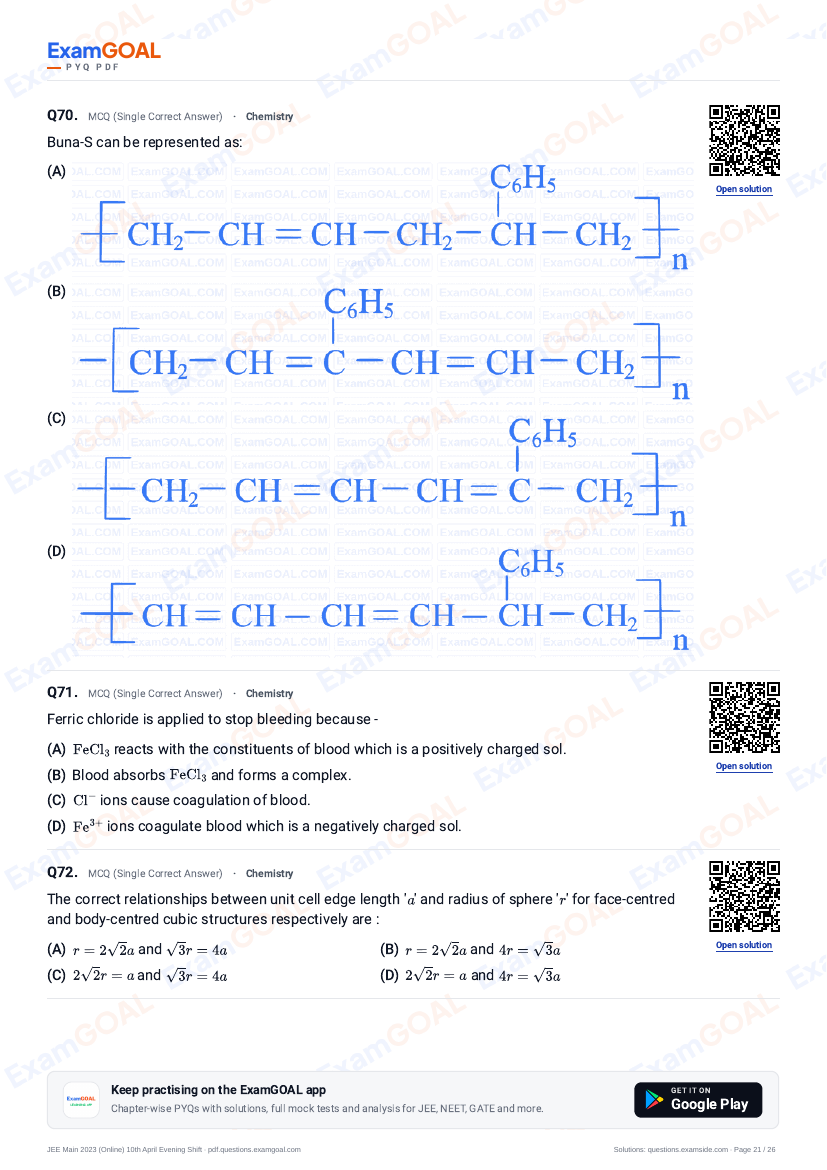 ExamGOAL
PYQ PDF
Q70. MCQ (Single Correct Answer) · Chemistry
Buna-S can be represented as:
Open solution
(A)
C₆H₅
CH₂ — CH = CH — CH₂ — CH — CH₂
n
(B)
C₆H₅
CH₂ — CH = C — CH = CH — CH₂
n
(C)
C₆H₅
CH₂ — CH = CH — CH = C — CH₂
n
(D)
C₆H₅
CH = CH — CH = CH — CH — CH₂
n
Q71. MCQ (Single Correct Answer) · Chemistry
Ferric chloride is applied to stop bleeding because -
(A) FeCl₃ reacts with the constituents of blood which is a positively charged sol.
Open solution
(B) Blood absorbs FeCl₃ and forms a complex.
(C) Cl⁻ ions cause coagulation of blood.
(D) Fe³⁺ ions coagulate blood which is a negatively charged sol.
Q72. MCQ (Single Correct Answer) · Chemistry
The correct relationships between unit cell edge length 'a' and radius of sphere 'r' for face-centred
and body-centred cubic structures respectively are :
Open solution
(A) r = 2√2a and √3r = 4a (B) r = 2√2a and 4r = √3a
(C) 2√2r = a and √3r = 4a (D) 2√2r = a and 4r = √3a
Keep practising on the ExamGOAL app
Chapter-wise PYQs with solutions, full mock tests and analysis for JEE, NEET, GATE and more.
GET IT ON
Google Play
JEE Main 2023 (Online) 10th April Evening Shift · pdf.questions.examgoal.com Solutions: questions.examside.com · Page 21 / 26